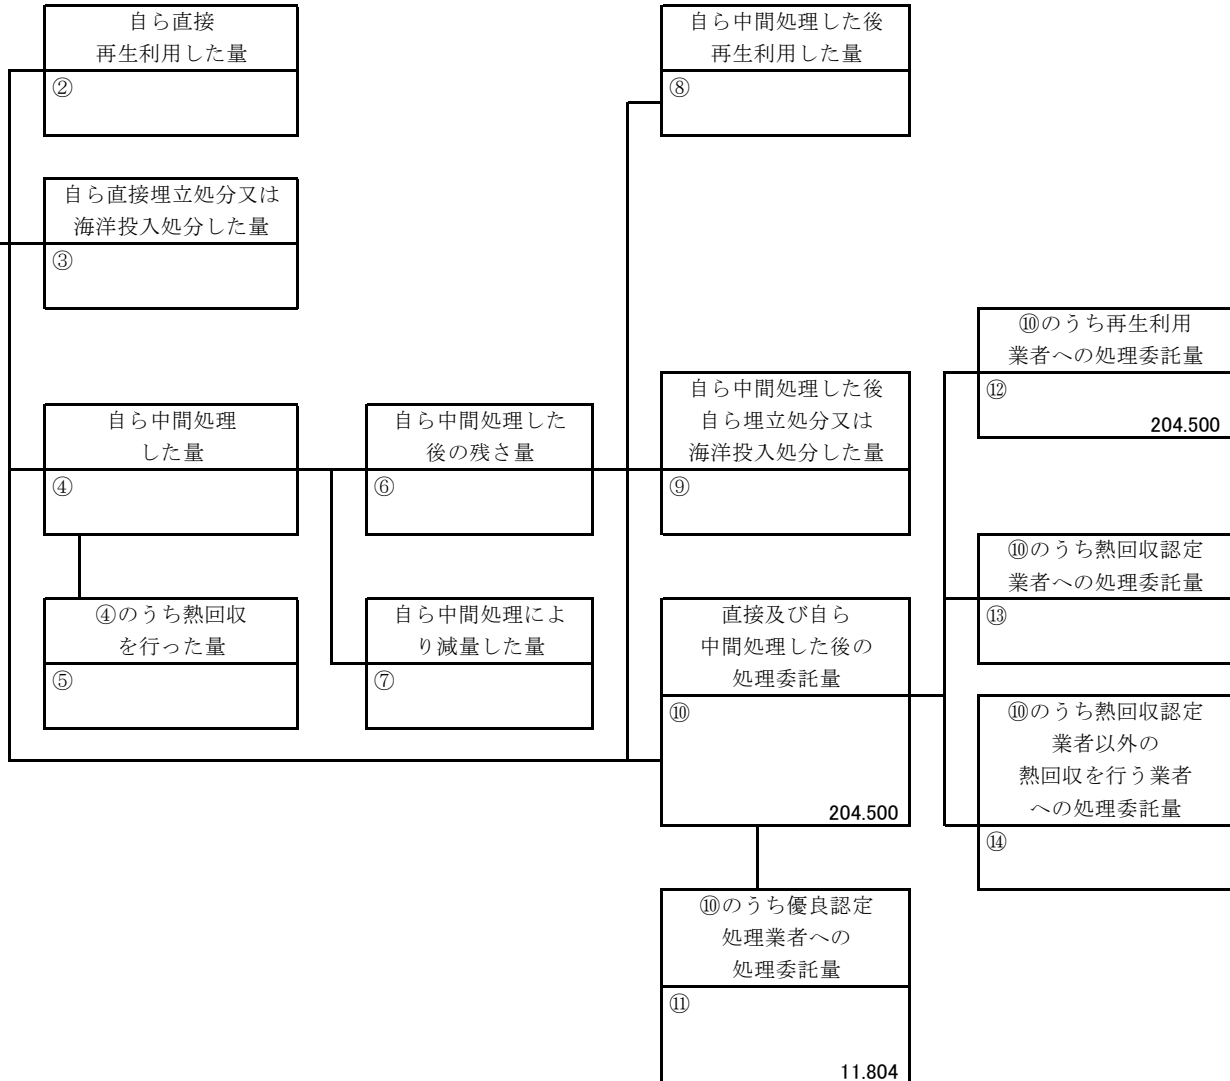 自ら直接
再生利用した量
②
自ら中間処理した後
再生利用した量
⑧
自ら直接埋立処分又は
海洋投入処分した量
③
⑩のうち再生利用
業者への処理委託量
⑫
204.500
自ら中間処理
した量
④
自ら中間処理した
後の残さ量
⑥
自ら中間処理した後
自ら埋立処分又は
海洋投入処分した量
⑨
⑩のうち熱回収認定
業者への処理委託量
⑬
④のうち熱回収
を行った量
⑤
自ら中間処理によ
り減量した量
⑦
直接及び自ら
中間処理した後の
処理委託量
⑩
204.500
⑩のうち熱回収認定
業者以外の
熱回収を行う業者
への処理委託量
⑭
⑩のうち優良認定
処理業者への
処理委託量
⑪
11.804